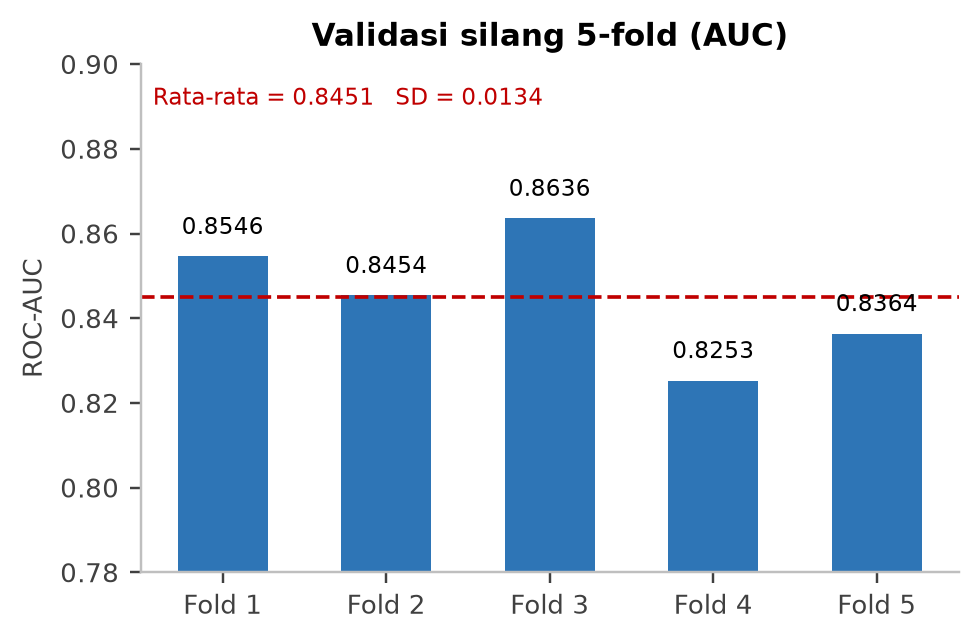 Validasi silang 5-fold (AUC)
Rata-rata = 0.8451   SD = 0.0134
ROC-AUC
0.90
0.88
0.86
0.84
0.82
0.80
0.78
0.8546
0.8454
0.8636
0.8253
0.8364
Fold 1
Fold 2
Fold 3
Fold 4
Fold 5